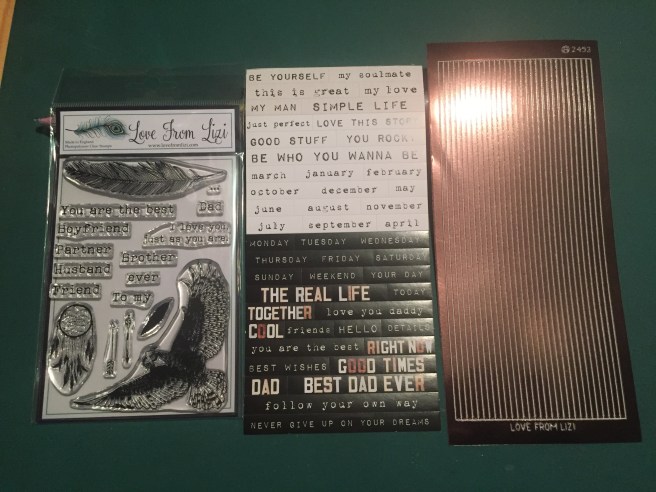 Love From Lizi
www.lovefromlizi.com
...
You are the best
Dad
Boyfriend
I love you
just as you are
Partner
Brother
Husband
ever
Friend
To my
BE YOURSELF my soulmate
this is great my love
MY MAN SIMPLE LIFE
just perfect LOVE THIS STORY
GOOD STUFF YOU ROCK
BE WHO YOU WANNA BE
march january february
october december may
june august november
july september april
MONDAY TUESDAY WEDNESDAY
THURSDAY FRIDAY SATURDAY
SUNDAY WEEKEND YOUR DAY
THE REAL LIFE TODAY
TOGETHER love you daddy
COOL friends HELLO DETAILS
you are the best RIGHT NOW
BEST WISHES GOOD TIMES
DAD BEST DAD EVER
follow your own way
NEVER GIVE UP ON YOUR DREAMS
2493
LOVE FROM LIZI